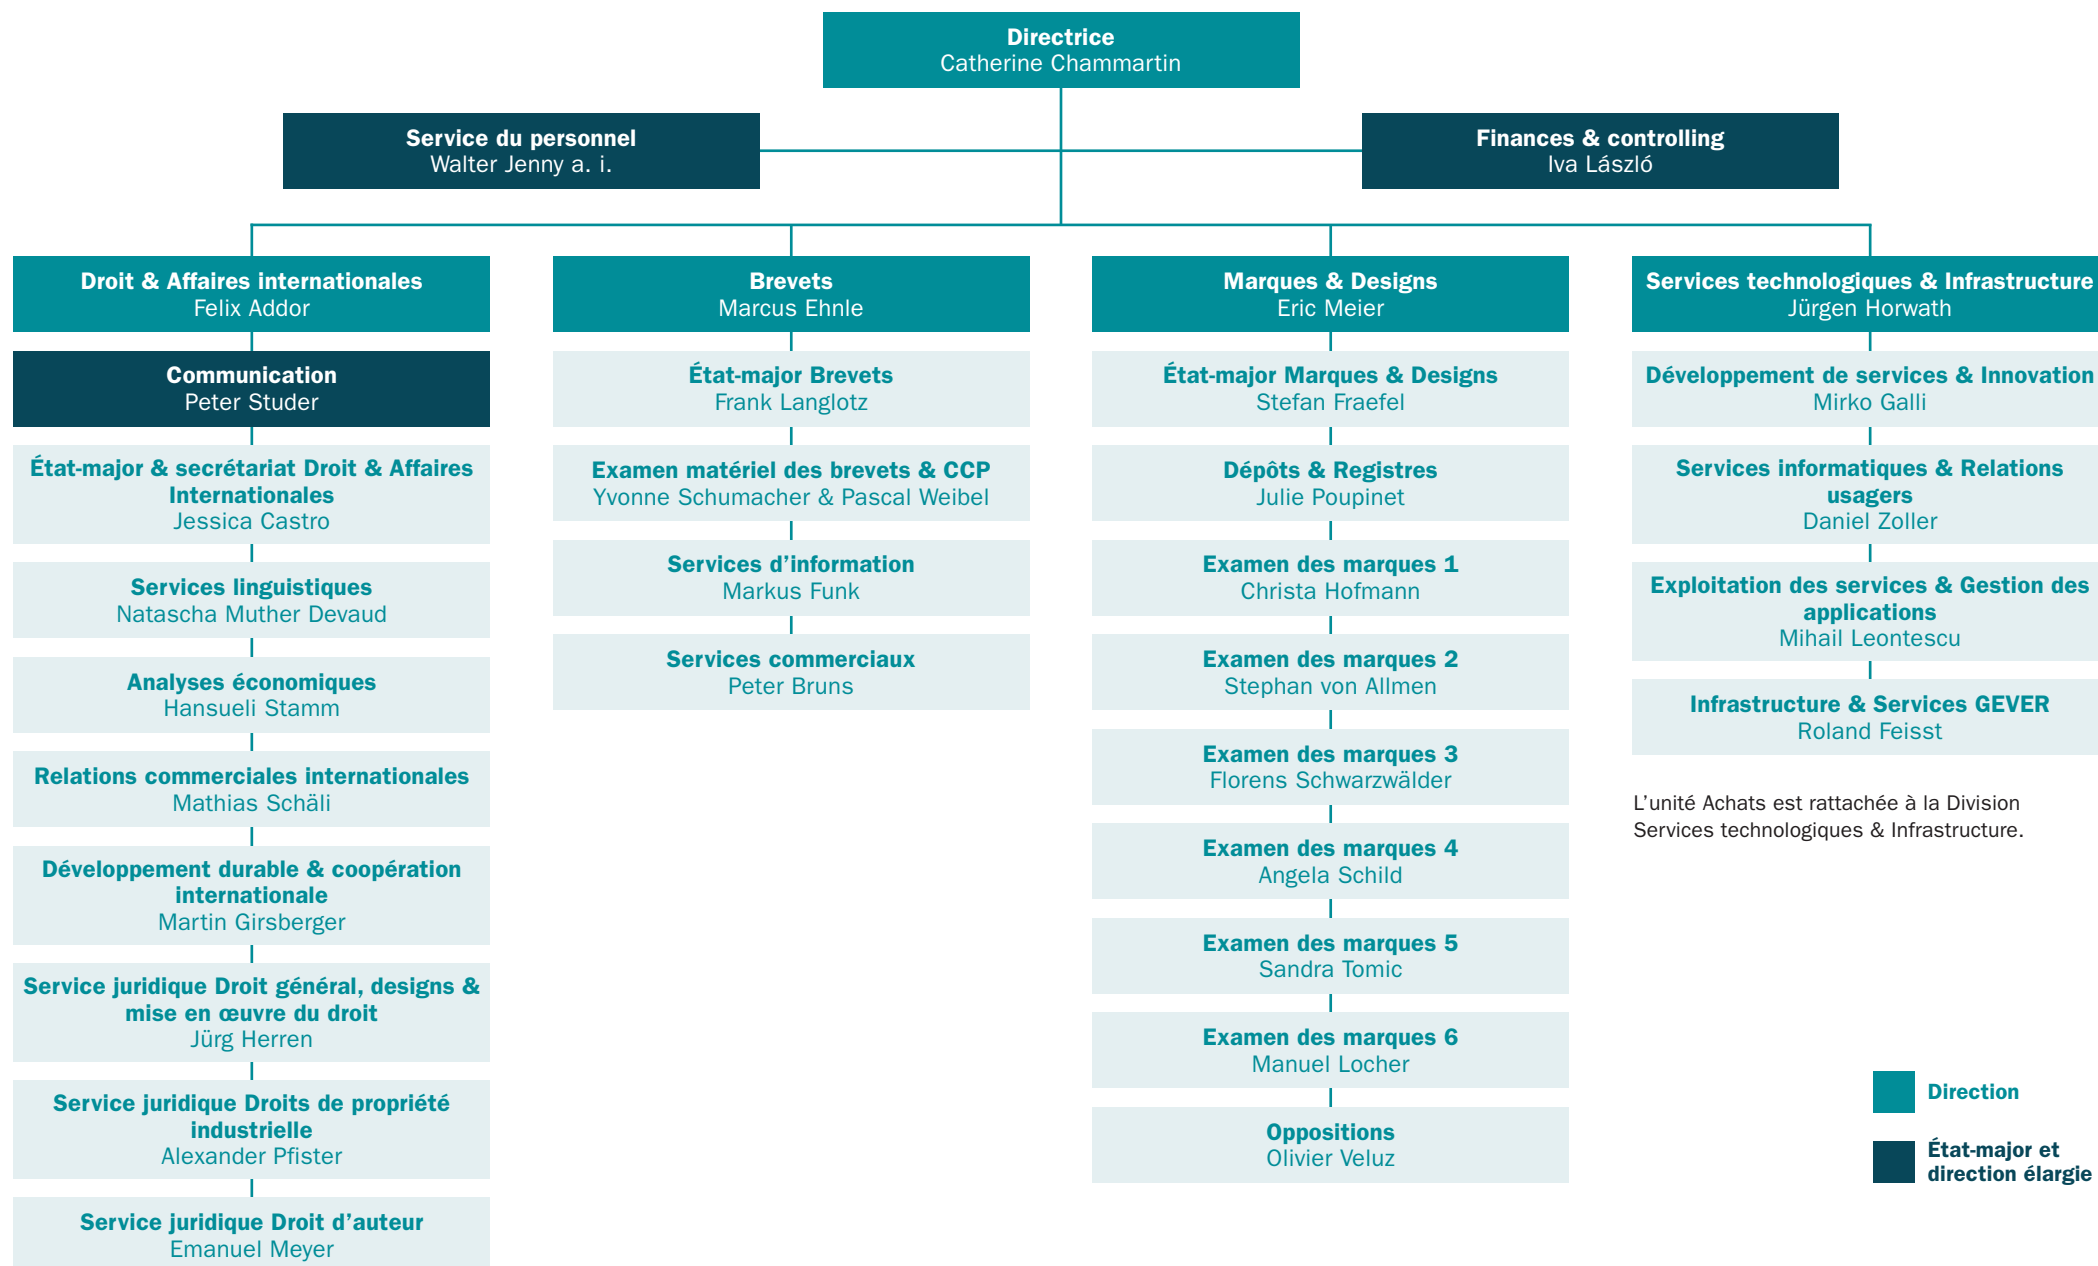 Directrice
Catherine Chammartin
Service du personnel
Walter Jenny a. i.
Finances & controlling
Iva László
Droit & Affaires internationales
Felix Addor
Communication
Peter Studer
État-major & secrétariat Droit & Affaires
Internationales
Jessica Castro
Services linguistiques
Natascha Muther Devaud
Analyses économiques
Hansueli Stamm
Relations commerciales internationales
Mathias Schäli
Développement durable & coopération
internationale
Martin Girsberger
Service juridique Droit général, designs &
mise en œuvre du droit
Jürg Herren
Service juridique Droits de propriété
industrielle
Alexander Pfister
Service juridique Droit d’auteur
Emanuel Meyer
Brevets
Marcus Ehnle
État-major Brevets
Frank Langlotz
Examen matériel des brevets & CCP
Yvonne Schumacher & Pascal Weibel
Services d’information
Markus Funk
Services commerciaux
Peter Bruns
Marques & Designs
Eric Meier
État-major Marques & Designs
Stefan Fraefel
Dépôts & Registres
Julie Poupinet
Examen des marques 1
Christa Hofmann
Examen des marques 2
Stephan von Allmen
Examen des marques 3
Florens Schwarzwälder
Examen des marques 4
Angela Schild
Examen des marques 5
Sandra Tomic
Examen des marques 6
Manuel Locher
Oppositions
Olivier Veluz
Services technologiques & Infrastructure
Jürgen Horwath
Développement de services & Innovation
Mirko Galli
Services informatiques & Relations
usagers
Daniel Zoller
Exploitation des services & Gestion des
applications
Mihail Leontescu
Infrastructure & Services GEVER
Roland Feisst
L’unité Achats est rattachée à la Division
Services technologiques & Infrastructure.
Direction
État-major et
direction élargie